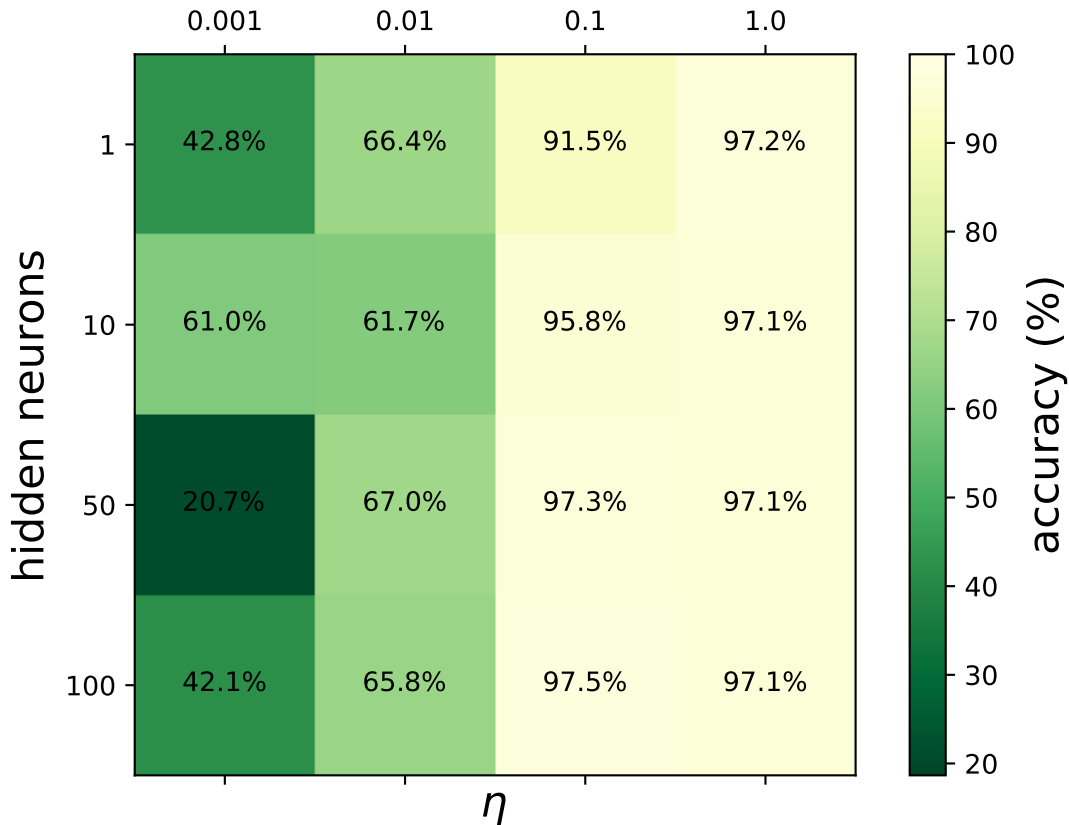 0.001 0.01 0.1 1.0
100
1 42.8% 66.4% 91.5% 97.2%
90
80
10 61.0% 61.7% 95.8% 97.1%
70
60
50 20.7% 67.0% 97.3% 97.1%
50
40
100 42.1% 65.8% 97.5% 97.1%
30
20
hidden neurons
η
accuracy (%)